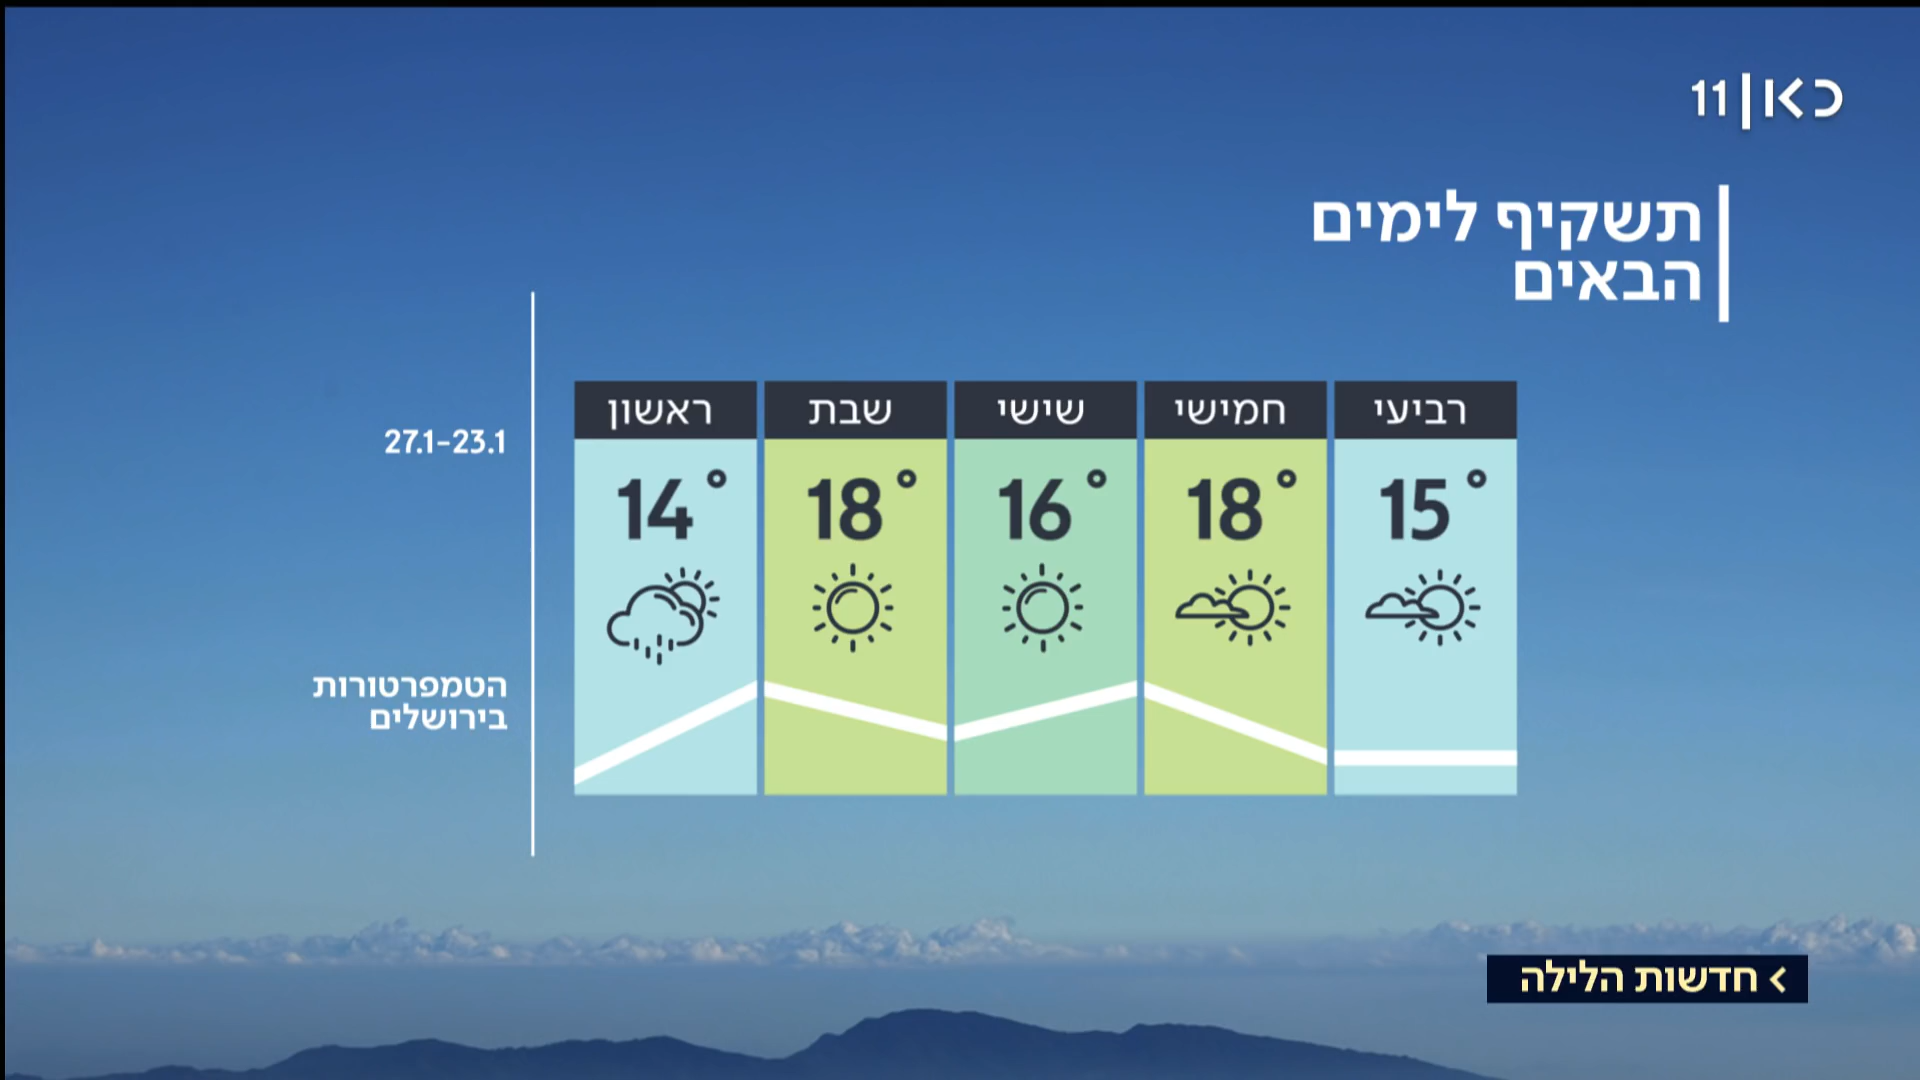 כאן | 11
תשקיף לימים
הבאים
רביעי
חמישי
שישי
שבת
ראשון
15°
18°
16°
18°
14°
27.1-23.1
הטמפרטורות
בירושלים
חדשות הלילה